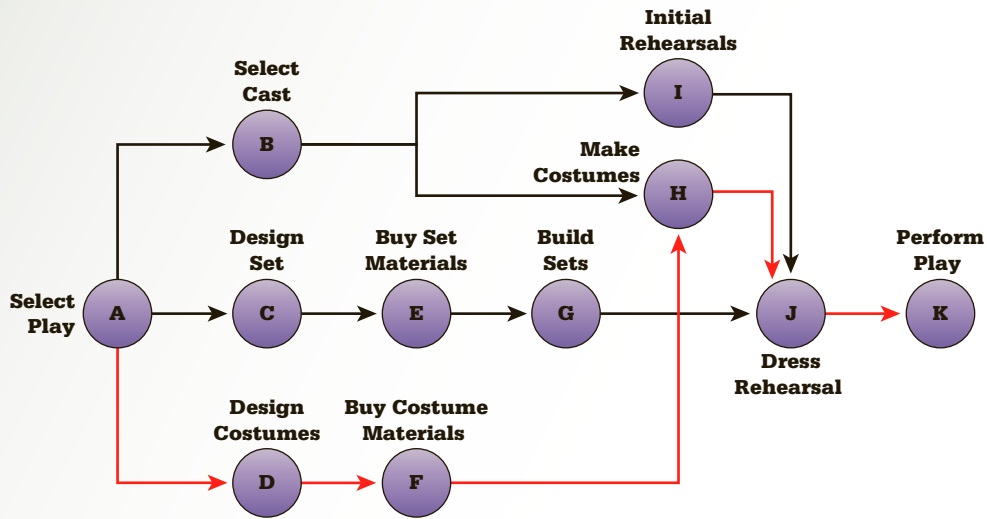 Initial
Rehearsals
I
Select
Cast
B
Make
Costumes
H
Design
Set
Buy Set
Materials
Build
Sets
Perform
Play
Select
Play
A
C
E
G
J
K
Dress
Rehearsal
Design
Costumes
Buy Costume
Materials
D
F